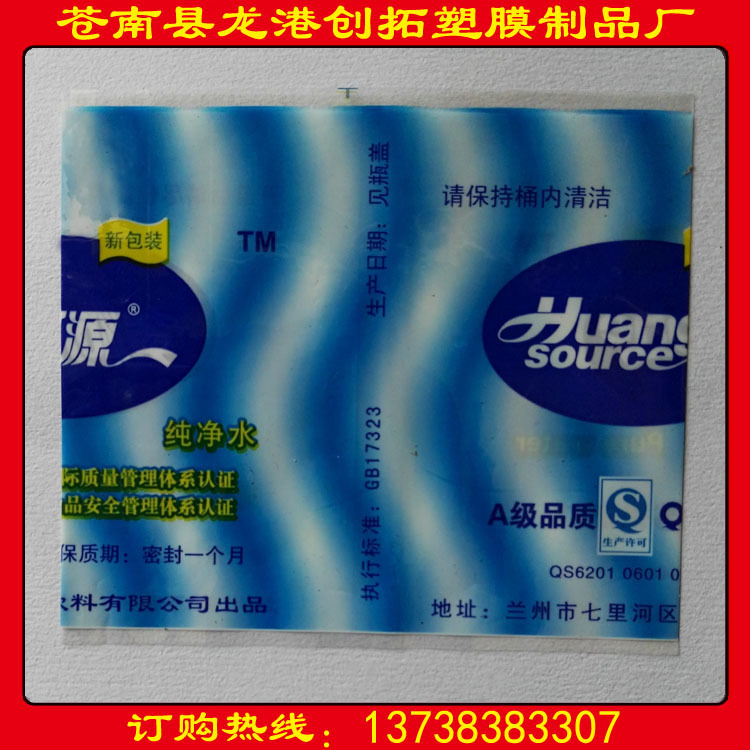 苍南县龙港创拓塑膜制品厂
新包装
TM
源®
纯净水
际质量管理体系认证
品安全管理体系认证
保质期：密封一个月
饮料有限公司出品
生产日期：见瓶盖
执行标准：GB17323
请保持桶内清洁
Huang
source
A级品质
生产许可
Q
QS6201 0601 0
地址：兰州市七里河区
订购热线：13738383307